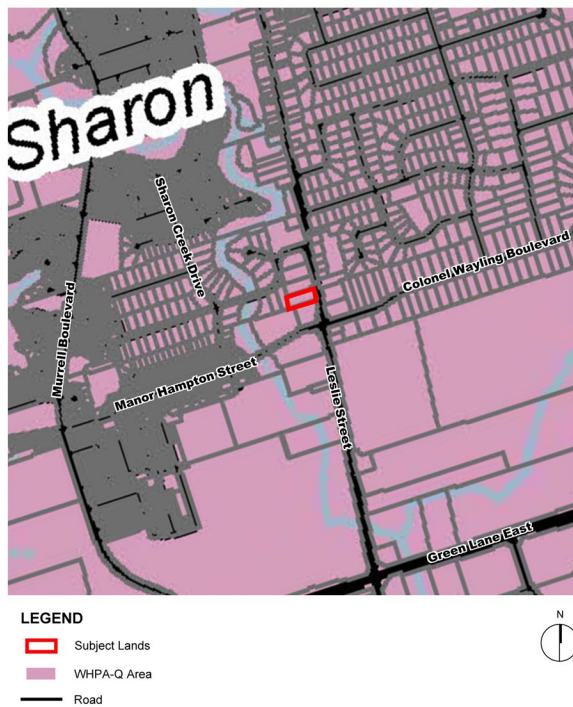 Sharon
Sharon Creek Drive
Colonel Wayling Boulevard
Murrell Boulevard
Manor Hampton Street
Leslie Street
Green Lane East
LEGEND
N
Subject Lands
WHPA-Q Area
Road